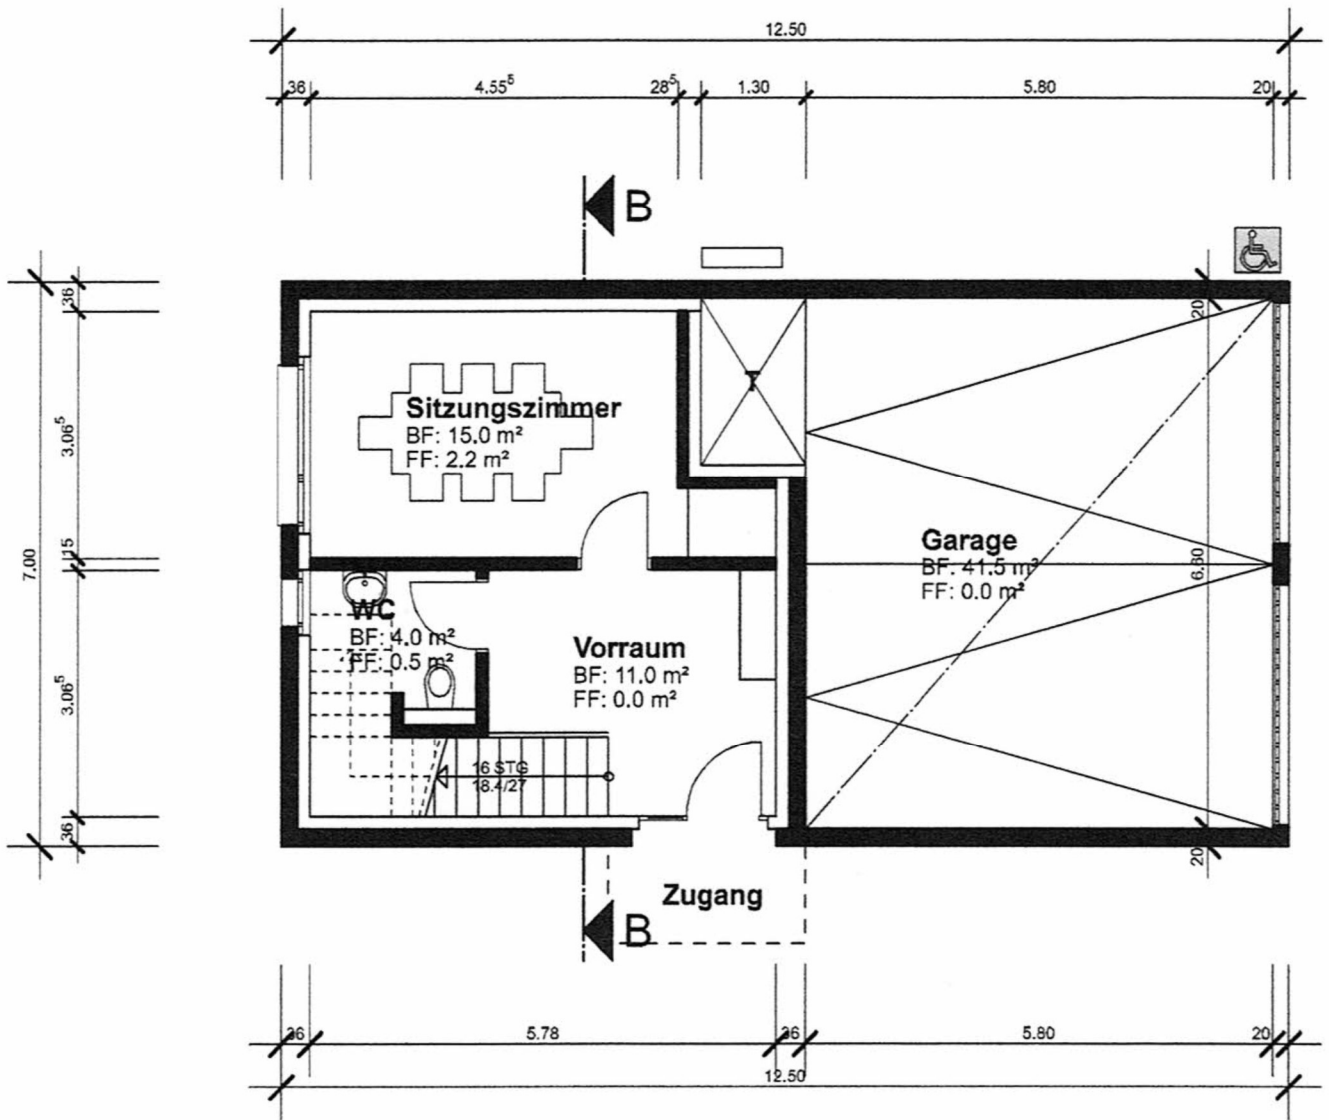 12.50
36 4.55⁵ 28⁵ 1.30 5.80 20
B
36
3.06⁵
15
3.06⁵
36
7.00
20
T
Sitzungszimmer
BF: 15.0 m²
FF: 2.2 m²
Garage
BF: 41.5 m²
FF: 0.0 m²
6.60
WC
BF: 4.0 m²
FF: 0.5 m²
Vorraum
BF: 11.0 m²
FF: 0.0 m²
16 STG
18.4/27
20
Zugang
B
36 5.78 36 5.80 20
12.50